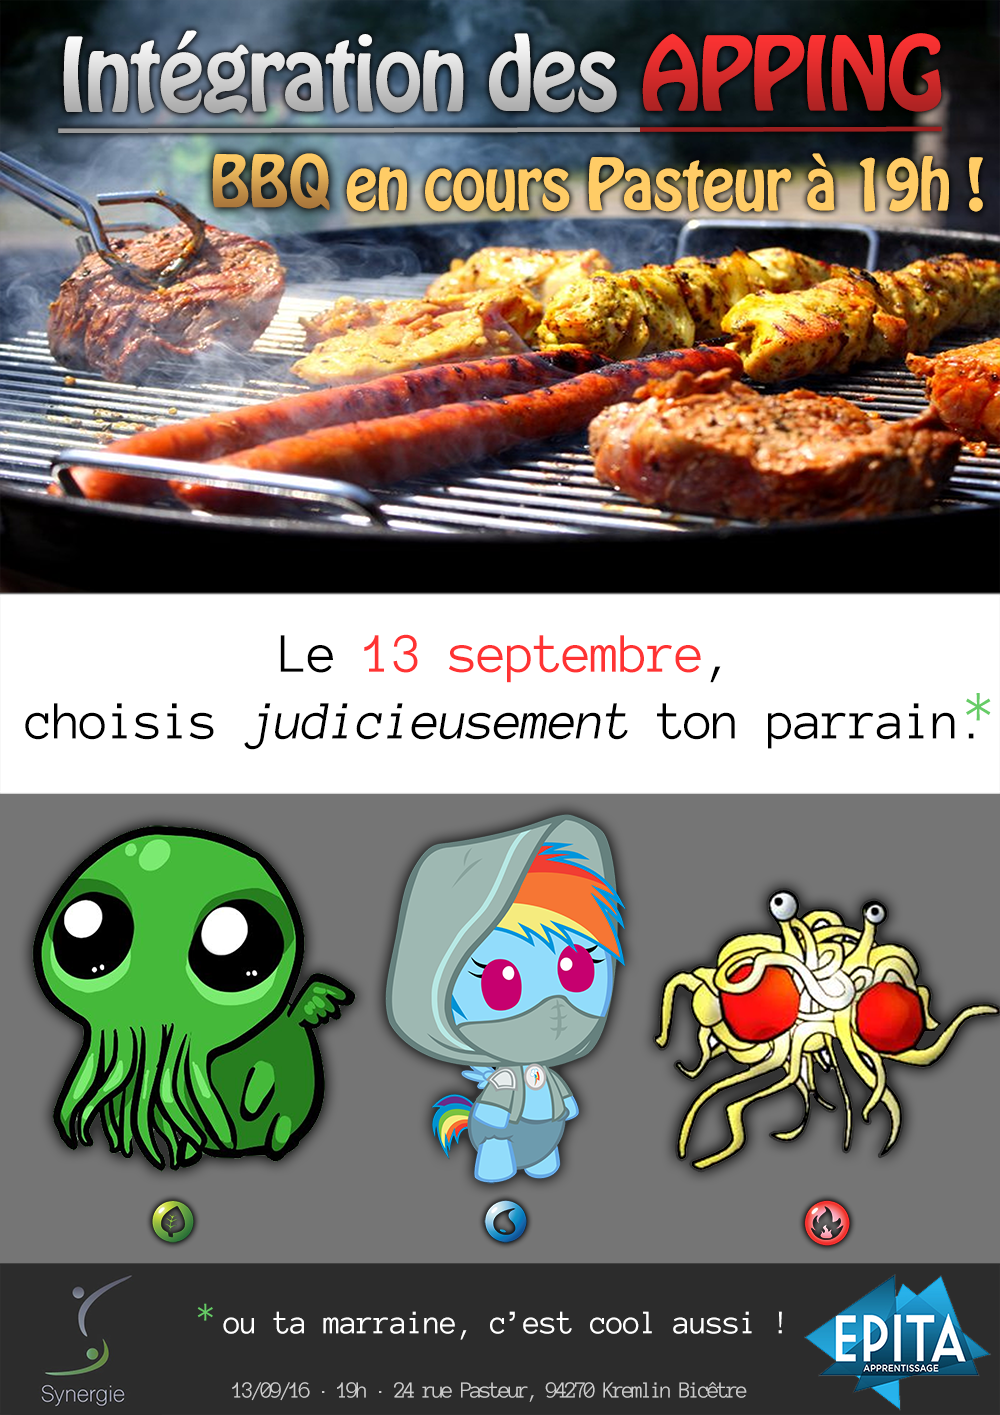 Intégration des APPING
BBQ en cours Pasteur à 19h !
Le 13 septembre,
choisis judicieusement ton parrain.*
* ou ta marraine, c'est cool aussi !
Synergie
13/09/16 · 19h · 24 rue Pasteur, 94270 Kremlin Bicêtre
EPITA
APPRENTISSAGE